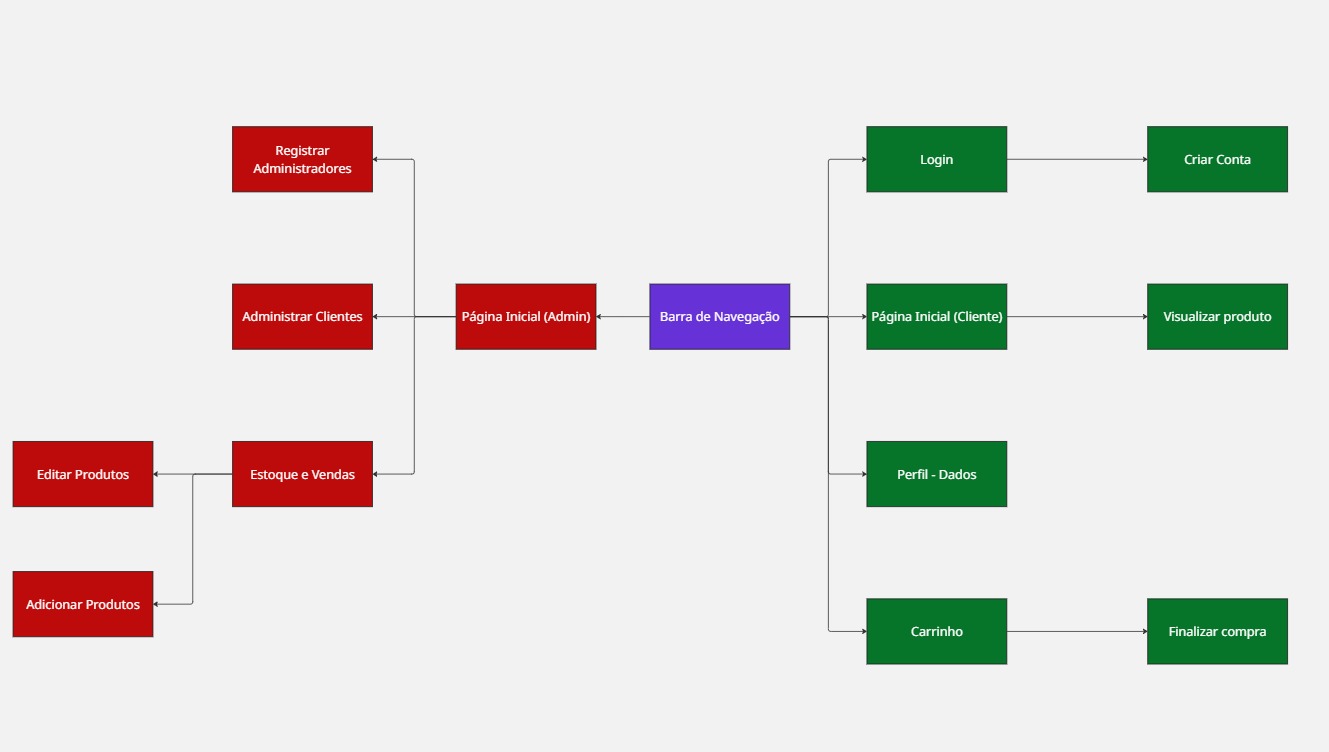 Registrar
Administradores
Login
Criar Conta
Administrar Clientes
Página Inicial (Admin)
Barra de Navegação
Página Inicial (Cliente)
Visualizar produto
Editar Produtos
Estoque e Vendas
Perfil - Dados
Adicionar Produtos
Carrinho
Finalizar compra